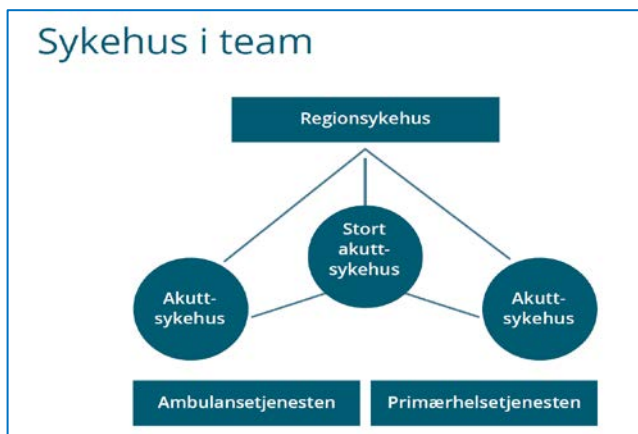 Sykehus i team
Regionsykehus
Stort
akutt-
sykehus
Akutt-
sykehus
Akutt-
sykehus
Ambulansetjenesten
Primærhelsetjenesten